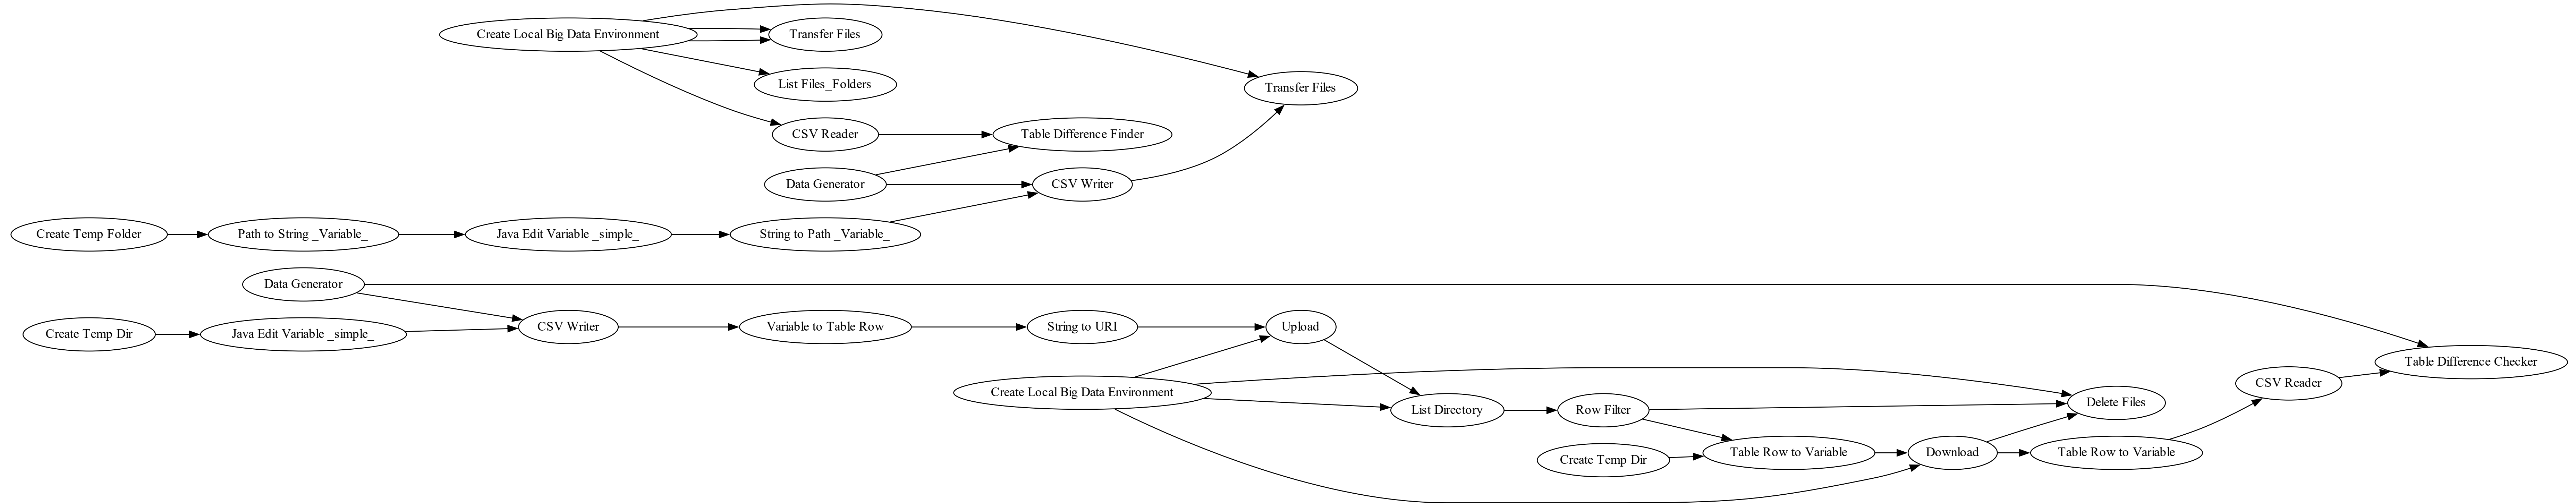 Create Local Big Data Environment
Transfer Files
List Files_Folders
Transfer Files
CSV Reader
Table Difference Finder
Data Generator
CSV Writer
Create Temp Folder
Path to String _Variable_
Java Edit Variable _simple_
String to Path _Variable_
Data Generator
Create Temp Dir
Java Edit Variable _simple_
CSV Writer
Variable to Table Row
String to URI
Upload
Create Local Big Data Environment
List Directory
Row Filter
Create Temp Dir
Table Row to Variable
Download
Delete Files
Table Row to Variable
CSV Reader
Table Difference Checker